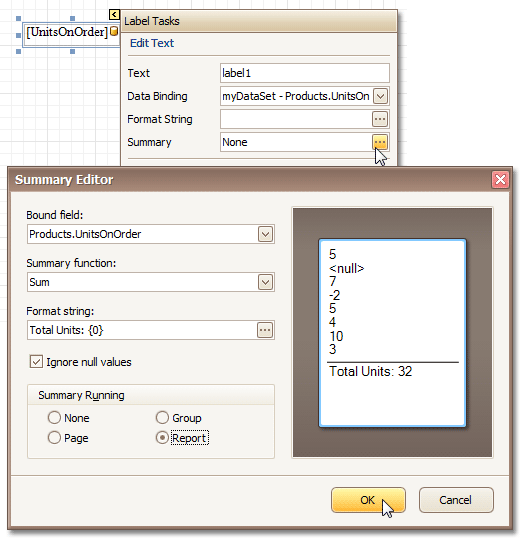 [UnitsOnOrder]
Label Tasks
Edit Text
Text label1
Data Binding myDataSet - Products.UnitsOn
Format String
Summary None
Summary Editor
Bound field:
Products.UnitsOnOrder
Summary function:
Sum
Format string:
Total Units: {0}
Ignore null values
Summary Running
None Group
Page Report
5
<null>
7
-2
5
4
10
3
Total Units: 32
OK Cancel